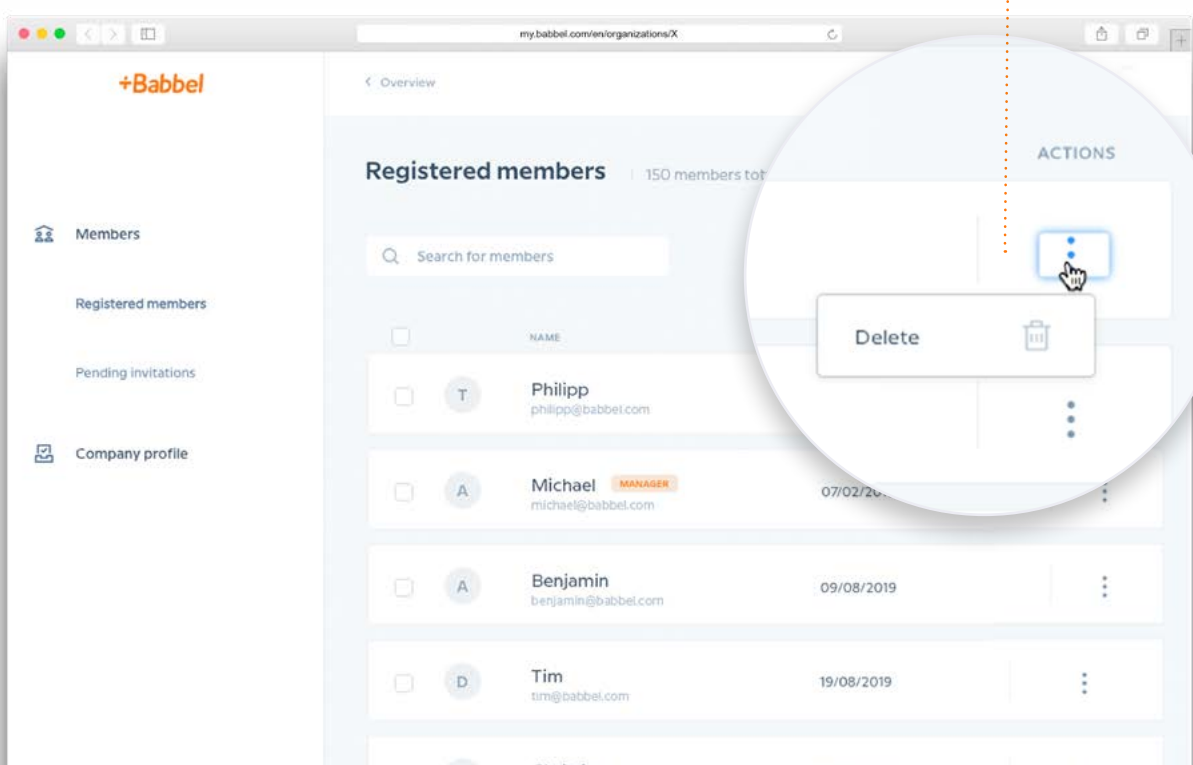 my.babbel.com/en/organizations/X
+Babbel
Overview
Registered members
150 members
ACTIONS
Members
Search for members
Registered members
Delete
NAME
Pending invitations
T
Philipp
philipp@babbel.com
Company profile
A
Michael MANAGER
michael@babbel.com
A
Benjamin
benjamin@babbel.com
09/08/2019
D
Tim
tim@babbel.com
19/08/2019